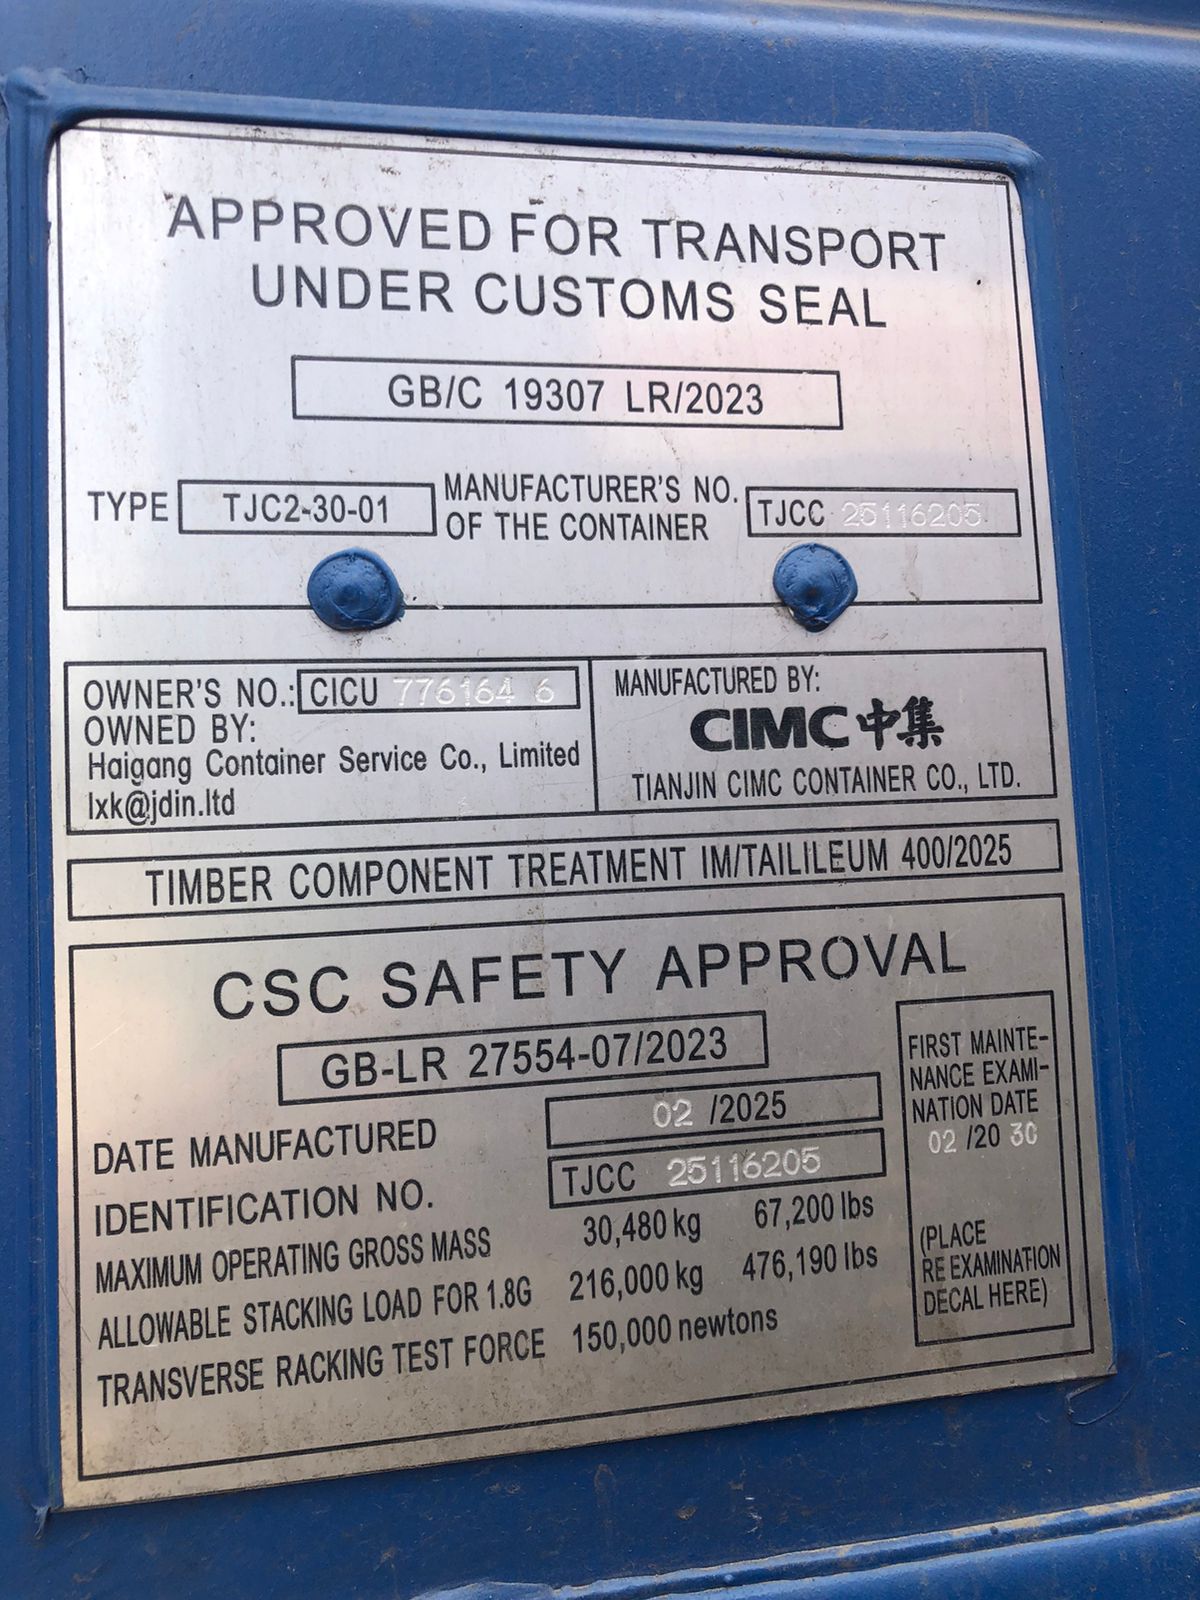 APPROVED FOR TRANSPORT
UNDER CUSTOMS SEAL
GB/C 19307 LR/2023
TYPE TJC2-30-01
MANUFACTURER'S NO.
OF THE CONTAINER
TJCC 25116205
OWNER'S NO.: CICU 776164 6
OWNED BY:
Haigang Container Service Co., Limited
lxk@jdin.ltd
MANUFACTURED BY:
CIMC 中集
TIANJIN CIMC CONTAINER CO., LTD.
TIMBER COMPONENT TREATMENT IM/TAILILEUM 400/2025
CSC SAFETY APPROVAL
GB-LR 27554-07/2023
DATE MANUFACTURED 02 /2025
IDENTIFICATION NO. TJCC 25116205
MAXIMUM OPERATING GROSS MASS 30,480 kg 67,200 lbs
ALLOWABLE STACKING LOAD FOR 1.8G 216,000 kg 476,190 lbs
TRANSVERSE RACKING TEST FORCE 150,000 newtons
FIRST MAINTE-
NANCE EXAMI-
NATION DATE
02 /20 30
(PLACE
RE EXAMINATION
DECAL HERE)